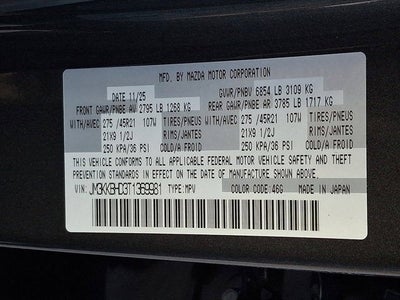 MFD. BY MAZDA MOTOR CORPORATION
DATE 11/25 GVWR/PNBV 6854 LB 3109 KG
FRONT GAWR/PNBE AV 2795 LB 1268 KG REAR GAWR/PNBE AR 3785 LB 1717 KG
WITH/AVEC 275 /45R21 107W TIRES/PNEUS WITH/AVEC 275 /45R21 107W TIRES/PNEUS
21X9 1/2J RIMS/JANTES 21X9 1/2J RIMS/JANTES
250 KPA/36 PSI COLD/A FROID 250 KPA/36 PSI COLD/A FROID
THIS VEHICLE CONFORMS TO ALL APPLICABLE FEDERAL MOTOR VEHICLE SAFETY AND THEFT
PREVENTION STANDARDS IN EFFECT ON THE DATE OF MANUFACTURE SHOWN ABOVE.
VIN: JM3KKBHD3T1369981 TYPE:MPV COLOR CODE:46G MADE IN JAPAN